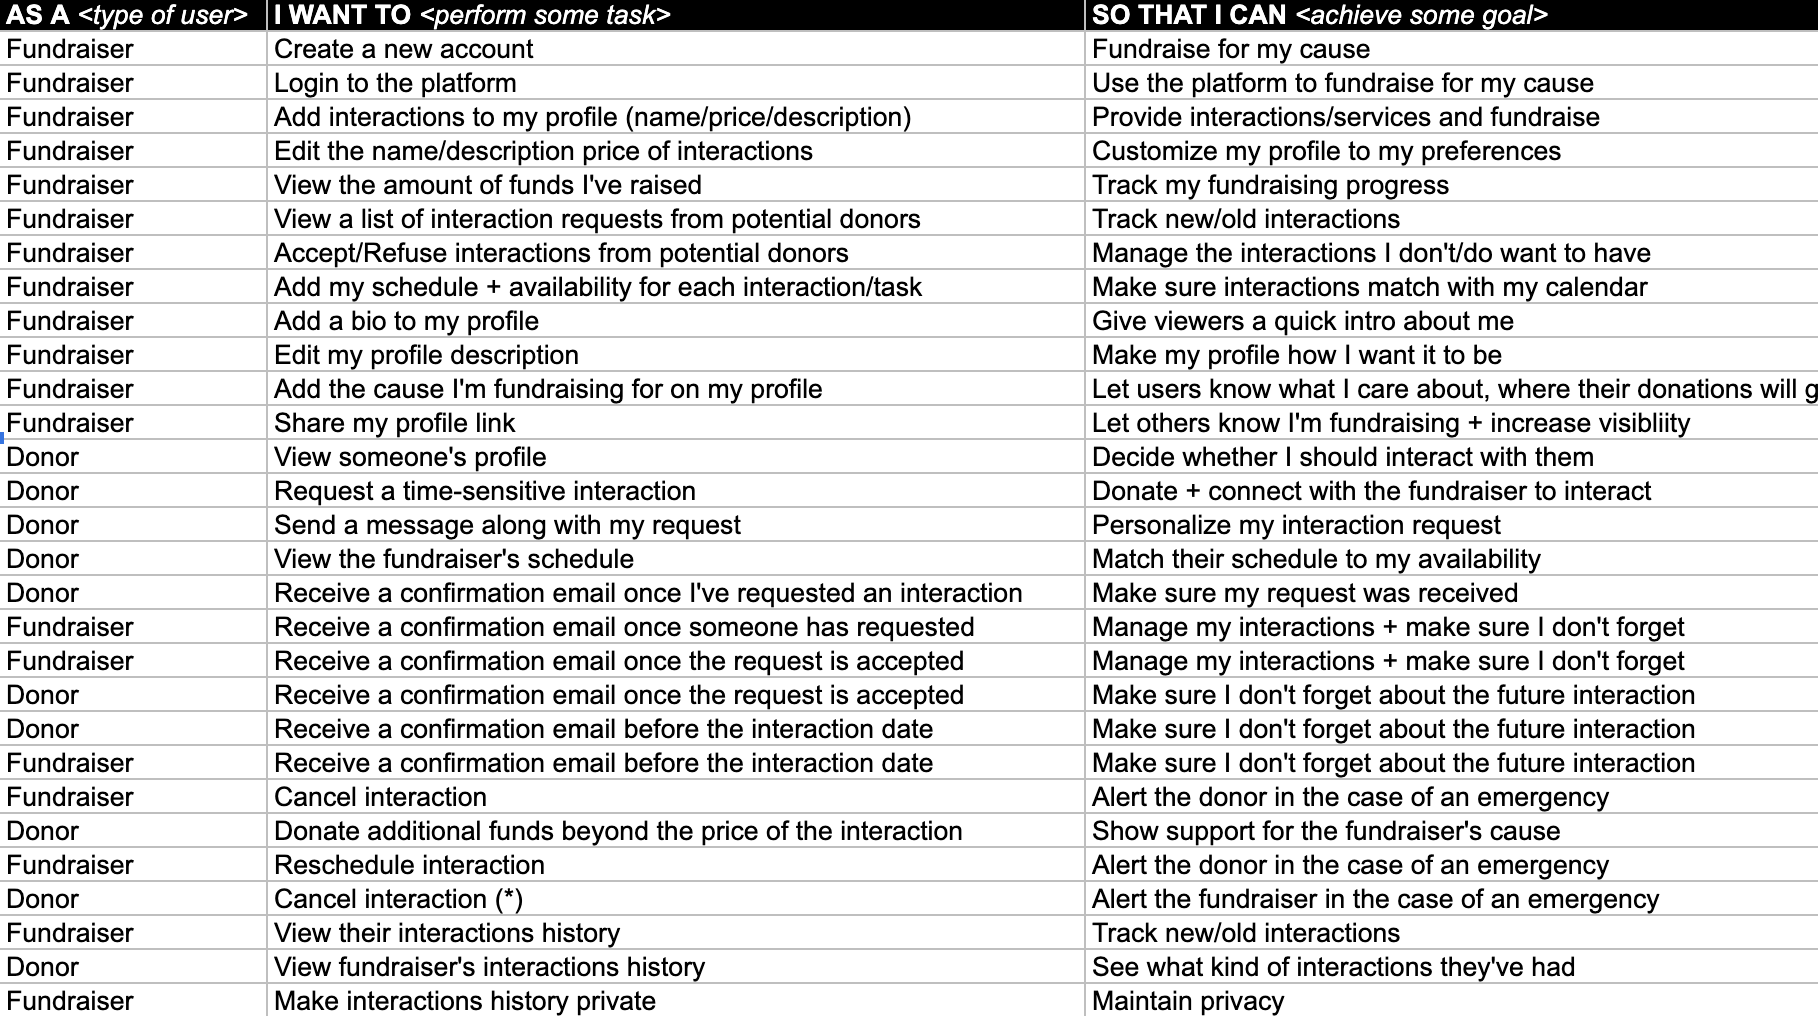 AS A <type of user> I WANT TO <perform some task> SO THAT I CAN <achieve some goal>
Fundraiser Create a new account Fundraise for my cause
Fundraiser Login to the platform Use the platform to fundraise for my cause
Fundraiser Add interactions to my profile (name/price/description) Provide interactions/services and fundraise
Fundraiser Edit the name/description price of interactions Customize my profile to my preferences
Fundraiser View the amount of funds I've raised Track my fundraising progress
Fundraiser View a list of interaction requests from potential donors Track new/old interactions
Fundraiser Accept/Refuse interactions from potential donors Manage the interactions I don't/do want to have
Fundraiser Add my schedule + availability for each interaction/task Make sure interactions match with my calendar
Fundraiser Add a bio to my profile Give viewers a quick intro about me
Fundraiser Edit my profile description Make my profile how I want it to be
Fundraiser Add the cause I'm fundraising for on my profile Let users know what I care about, where their donations will g
Fundraiser Share my profile link Let others know I'm fundraising + increase visibliity
Donor View someone's profile Decide whether I should interact with them
Donor Request a time-sensitive interaction Donate + connect with the fundraiser to interact
Donor Send a message along with my request Personalize my interaction request
Donor View the fundraiser's schedule Match their schedule to my availability
Donor Receive a confirmation email once I've requested an interaction Make sure my request was received
Fundraiser Receive a confirmation email once someone has requested Manage my interactions + make sure I don't forget
Fundraiser Receive a confirmation email once the request is accepted Manage my interactions + make sure I don't forget
Donor Receive a confirmation email once the request is accepted Make sure I don't forget about the future interaction
Donor Receive a confirmation email before the interaction date Make sure I don't forget about the future interaction
Fundraiser Receive a confirmation email before the interaction date Make sure I don't forget about the future interaction
Fundraiser Cancel interaction Alert the donor in the case of an emergency
Donor Donate additional funds beyond the price of the interaction Show support for the fundraiser's cause
Fundraiser Reschedule interaction Alert the donor in the case of an emergency
Donor Cancel interaction (*) Alert the fundraiser in the case of an emergency
Fundraiser View their interactions history Track new/old interactions
Donor View fundraiser's interactions history See what kind of interactions they've had
Fundraiser Make interactions history private Maintain privacy